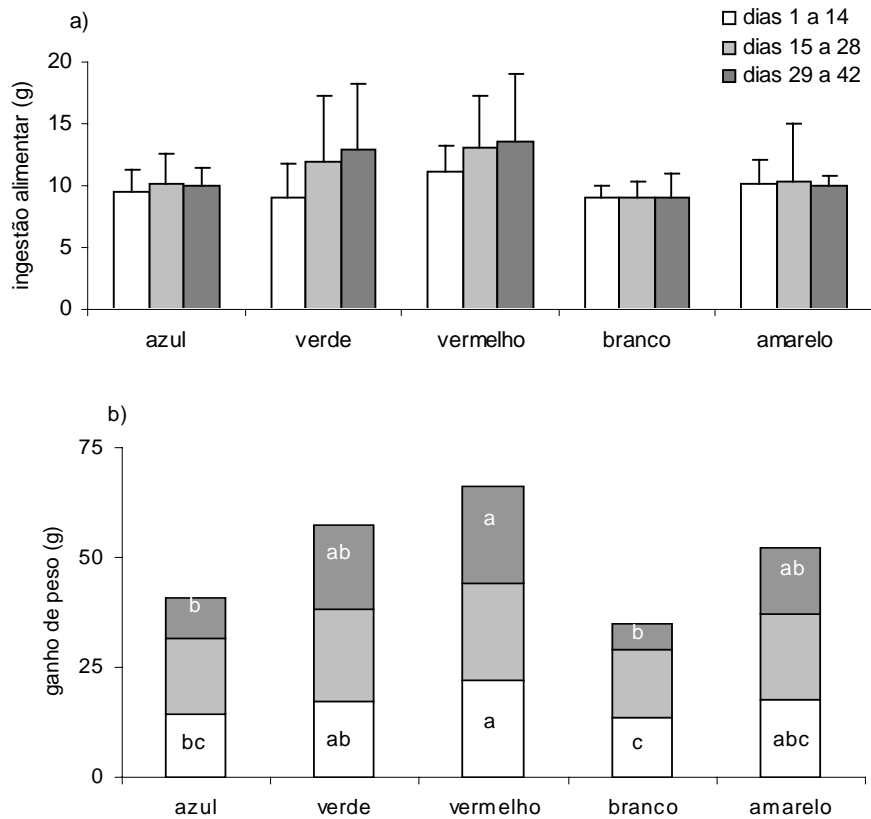 a)
dias 1 a 14
dias 15 a 28
dias 29 a 42
ingestão alimentar (g)
20
15
10
5
0
azul verde vermelho branco amarelo
b)
ganho de peso (g)
75
50
25
0
b ab a b ab
bc ab a c abc
azul verde vermelho branco amarelo